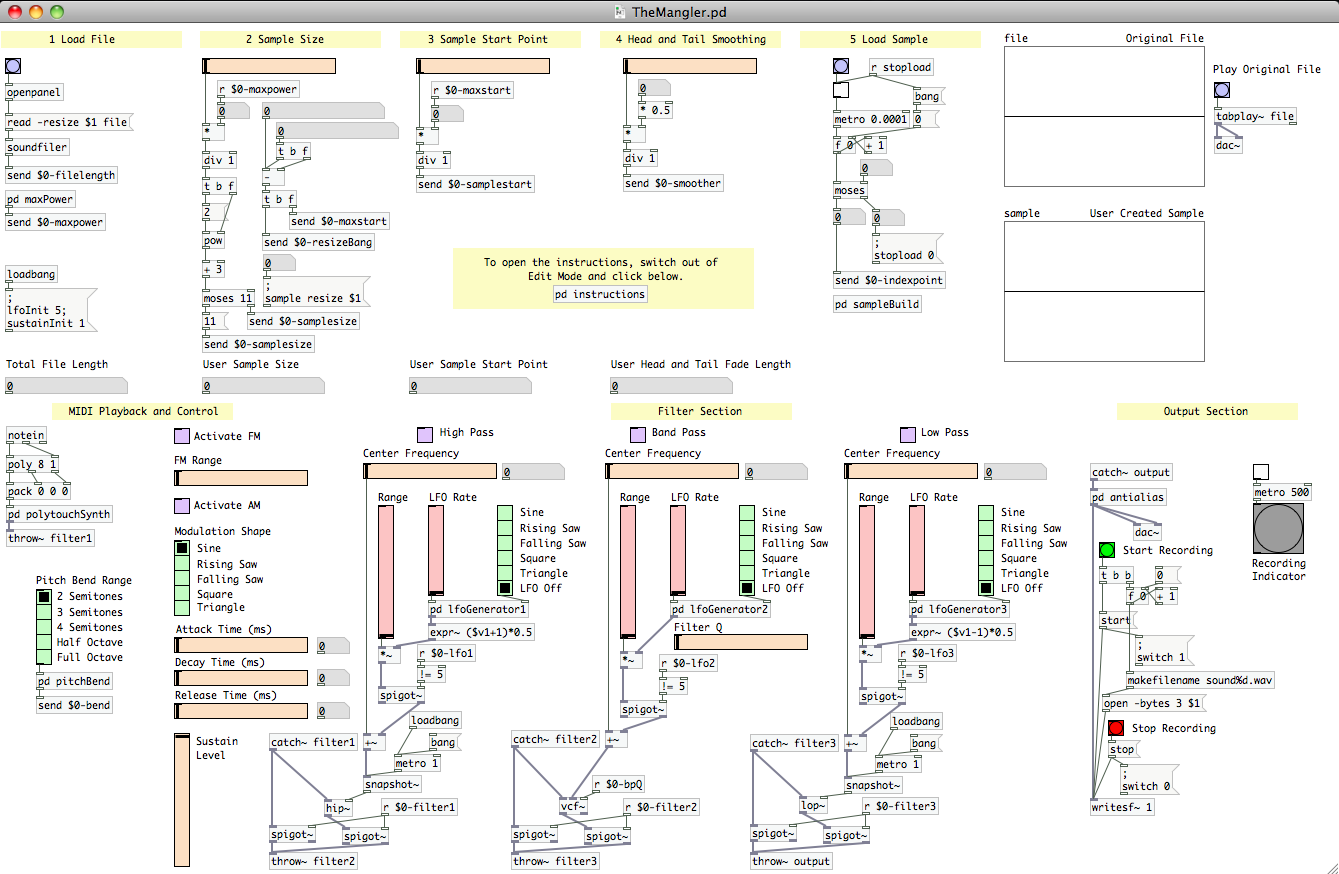 TheMangler.pd
1 Load File
openpanel
read -resize $1 file
soundfiler
send $0-filelength
pd maxPower
send $0-maxpower
loadbang
;
lfoInit 5;
sustainInit 1
2 Sample Size
r $0-maxpower
0
0
0
*
t b f
div 1
-
t b f
t b f
2
send $0-maxstart
pow
send $0-resizeBang
0
+ 3
;
sample resize $1
moses 11
11
send $0-samplesize
send $0-samplesize
3 Sample Start Point
r $0-maxstart
0
*
div 1
send $0-samplestart
4 Head and Tail Smoothing
0
* 0.5
*
div 1
send $0-smoother
To open the instructions, switch out of
Edit Mode and click below.
pd instructions
5 Load Sample
r stopload
bang
metro 0.0001
0
f 0
+ 1
0
moses
0
0
;
stopload 0
send $0-indexpoint
pd sampleBuild
file
Original File
Play Original File
tabplay~ file
dac~
sample
User Created Sample
Total File Length
0
User Sample Size
0
User Sample Start Point
0
User Head and Tail Fade Length
0
MIDI Playback and Control
notein
poly 8 1
pack 0 0 0
pd polytouchSynth
throw~ filter1
Pitch Bend Range
2 Semitones
3 Semitones
4 Semitones
Half Octave
Full Octave
pd pitchBend
send $0-bend
Activate FM
FM Range
Activate AM
Modulation Shape
Sine
Rising Saw
Falling Saw
Square
Triangle
Attack Time (ms)
0
Decay Time (ms)
0
Release Time (ms)
0
Sustain
Level
Filter Section
High Pass
Center Frequency
0
Range
LFO Rate
Sine
Rising Saw
Falling Saw
Square
Triangle
LFO Off
pd lfoGenerator1
expr~ ($v1+1)*0.5
*~
r $0-lfo1
!= 5
spigot~
loadbang
catch~ filter1
+~
bang
metro 1
snapshot~
hip~
r $0-filter1
spigot~
spigot~
throw~ filter2
Band Pass
Center Frequency
0
Range
LFO Rate
Sine
Rising Saw
Falling Saw
Square
Triangle
LFO Off
pd lfoGenerator2
Filter Q
*~
r $0-lfo2
!= 5
spigot~
catch~ filter2
+~
r $0-bpQ
vcf~
r $0-filter2
spigot~
spigot~
throw~ filter3
Low Pass
Center Frequency
0
Range
LFO Rate
Sine
Rising Saw
Falling Saw
Square
Triangle
LFO Off
pd lfoGenerator3
expr~ ($v1-1)*0.5
*~
r $0-lfo3
!= 5
spigot~
loadbang
catch~ filter3
+~
bang
metro 1
snapshot~
lop~
r $0-filter3
spigot~
spigot~
throw~ output
Output Section
catch~ output
pd antialias
dac~
Start Recording
t b b
0
f 0
+ 1
start
;
switch 1
makefilename sound%d.wav
open -bytes 3 $1
Stop Recording
stop
;
switch 0
writesf~ 1
metro 500
Recording
Indicator